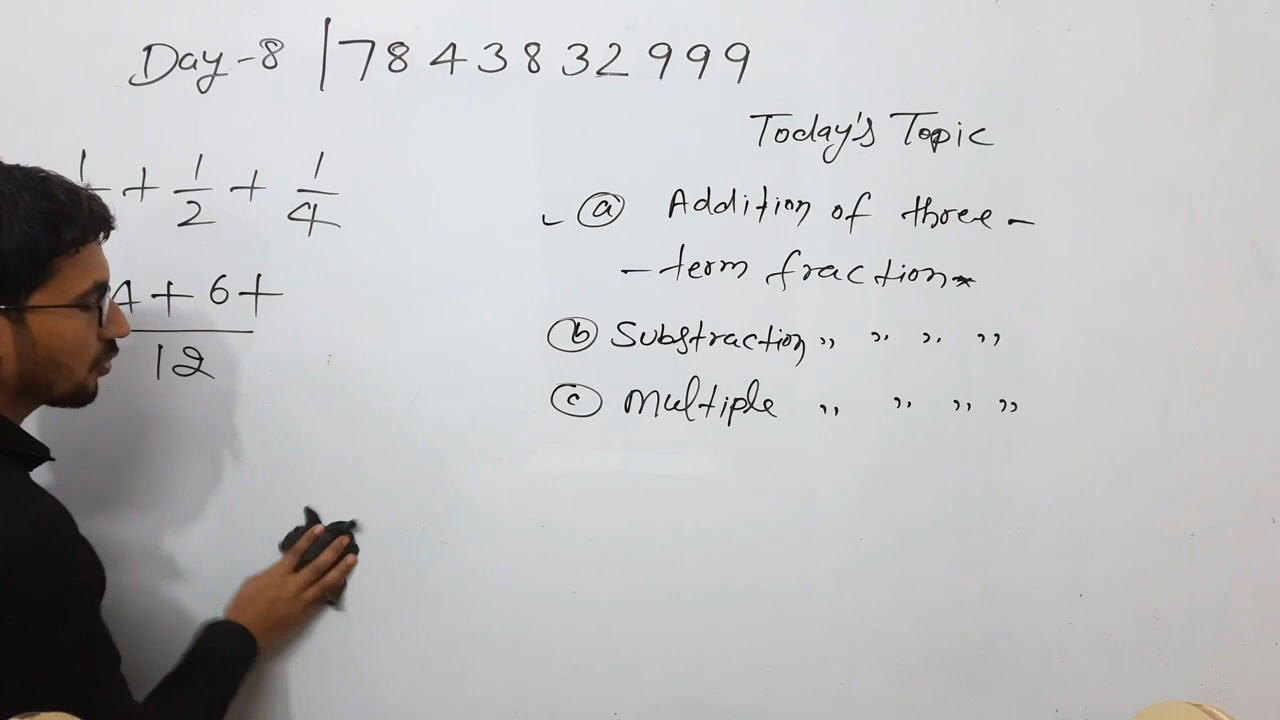 Day-8 | 7843832999
Today's Topic
1 + 1/2 + 1/4
(a) Addition of three -
- term fraction
4 + 6 +
12
(b) Substraction ,, ,, ,, ,,
(c) Multiple ,, ,, ,, ,,